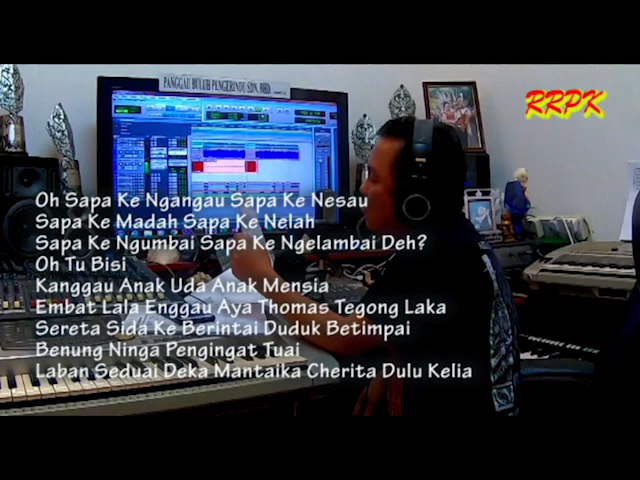 PANGGAU BULUH PENGERINDU SDN. BHD
RRPK
Oh Sapa Ke Ngangau Sapa Ke Nesau
Sapa Ke Madah Sapa Ke Nelah
Sapa Ke Ngumbai Sapa Ke Ngelambai Deh?
Oh Tu Bisi
Kanggau Anak Uda Anak Mensia
Embat Lala Enggau Aya Thomas Tegong Laka
Sereta Sida Ke Berintai Duduk Betimpai
Benung Ninga Pengingat Tuai
Laban Seduai Deka Mantaika Cherita Dulu Kelia